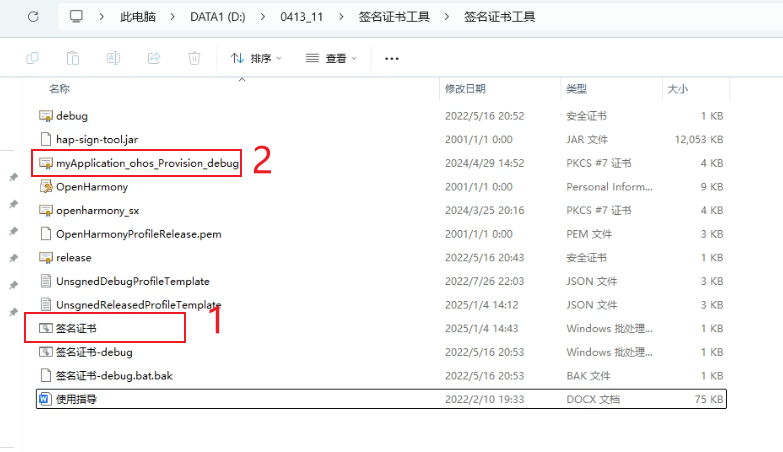 此电脑 DATA1 (D:) 0413_11 签名证书工具 签名证书工具
排序 查看
名称 修改日期 类型 大小
debug 2022/5/16 20:52 安全证书 1 KB
hap-sign-tool.jar 2001/1/1 0:00 JAR 文件 12,053 KB
myApplication_ohos_Provision_debug 2024/4/29 14:52 PKCS #7 证书 4 KB
2
OpenHarmony 2001/1/1 0:00 Personal Inform... 9 KB
openharmony_sx 2024/3/25 20:16 PKCS #7 证书 4 KB
OpenHarmonyProfileRelease.pem 2001/1/1 0:00 PEM 文件 3 KB
release 2022/5/16 20:43 安全证书 1 KB
UnsgnedDebugProfileTemplate 2022/7/26 22:03 JSON 文件 3 KB
UnsgnedReleasedProfileTemplate 2025/1/4 14:12 JSON 文件 3 KB
签名证书 2025/1/4 14:43 Windows 批处理... 1 KB
1
签名证书-debug 2022/5/16 20:53 Windows 批处理... 1 KB
签名证书-debug.bat.bak 2022/5/16 20:53 BAK 文件 1 KB
使用指导 2022/2/10 19:33 DOCX 文档 75 KB